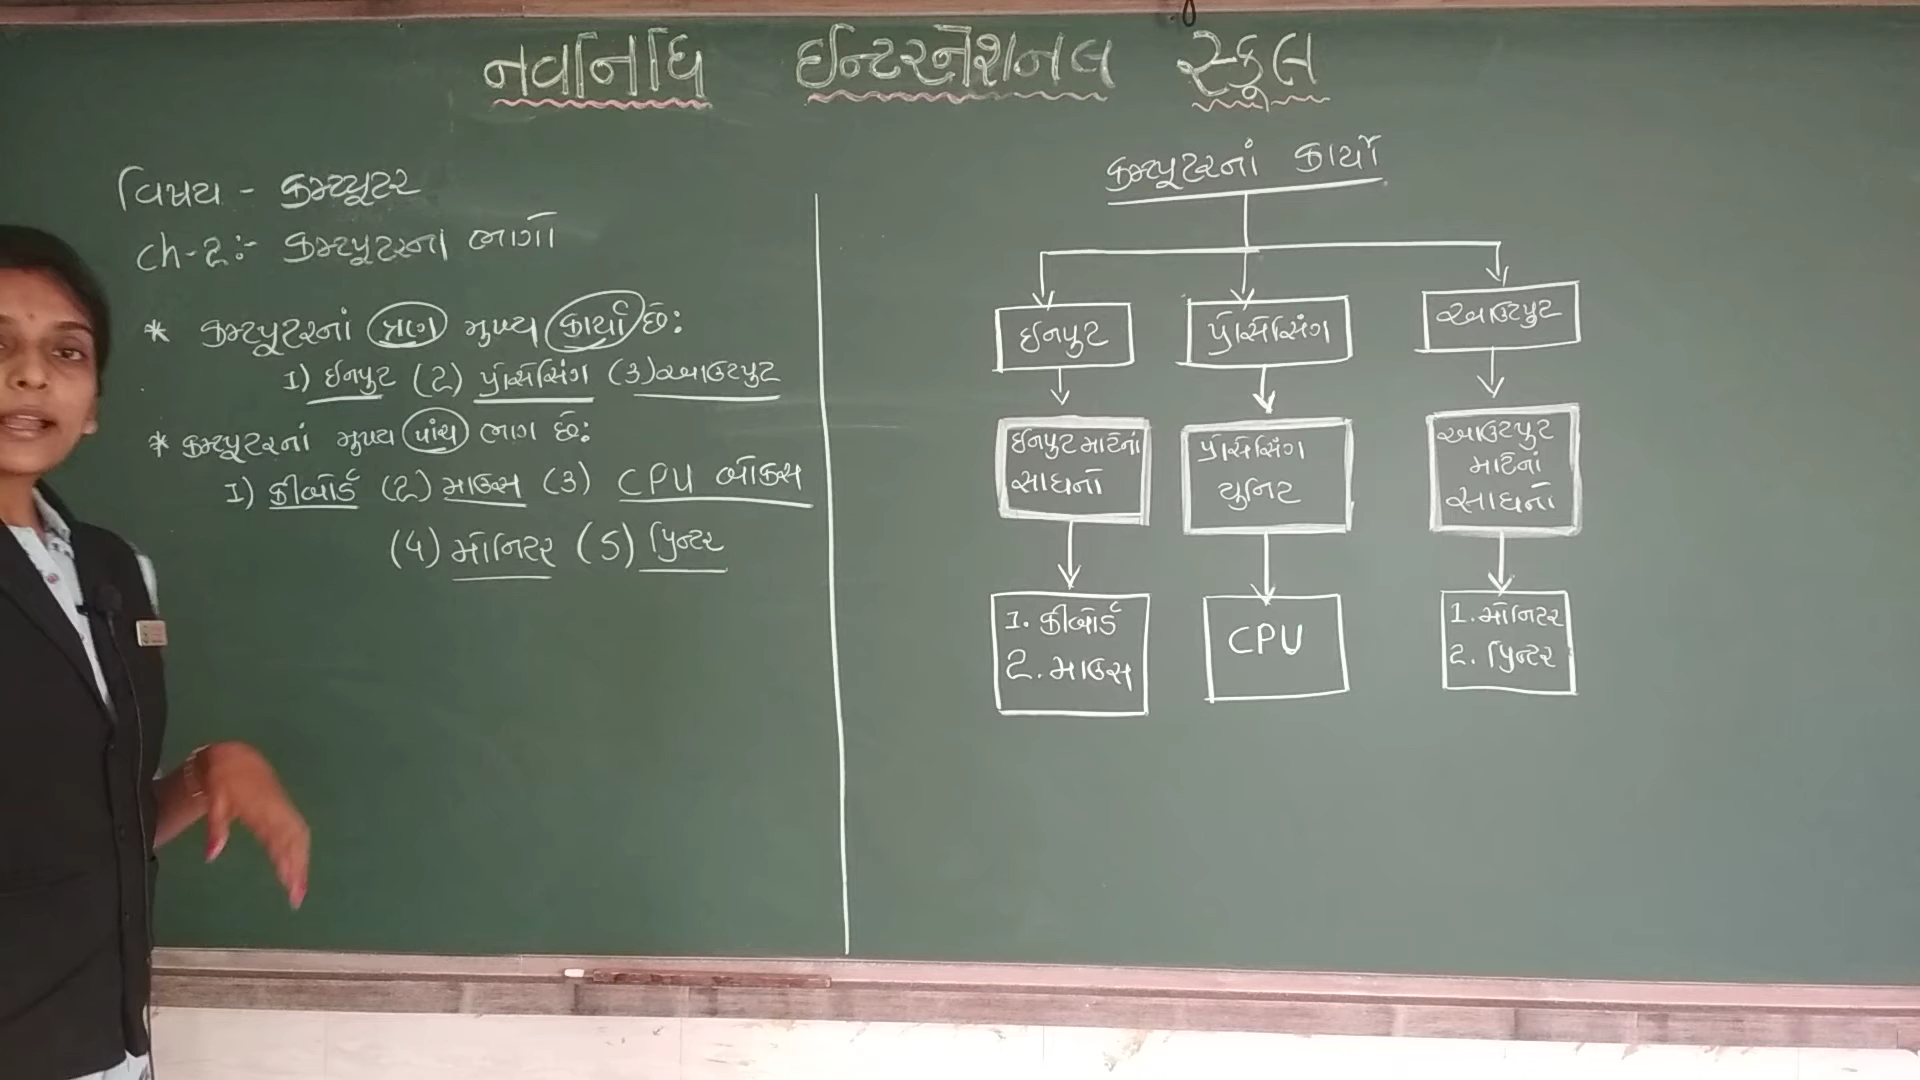 નવનિધિ ઈન્ટરનેશનલ સ્કૂલ
વિષય - કમ્પ્યૂટર
ch-2:- કમ્પ્યૂટરના ભાગો
* કમ્પ્યૂટરનાં ત્રણ મુખ્ય કાર્યો છે:
1) ઈનપુટ (2) પ્રોસેસિંગ (3) આઉટપુટ
* કમ્પ્યૂટરનાં મુખ્ય પાંચ ભાગ છે:
1) કીબોર્ડ (2) માઉસ (3) CPU બોક્સ
(4) મોનિટર (5) પ્રિન્ટર
કમ્પ્યૂટરનાં કાર્યો
ઈનપુટ
પ્રોસેસિંગ
આઉટપુટ
ઈનપુટ માટેનાં
સાધનો
પ્રોસેસિંગ
યુનિટ
આઉટપુટ
માટેનાં
સાધનો
1. કીબોર્ડ
2. માઉસ
CPU
1. મોનિટર
2. પ્રિન્ટર